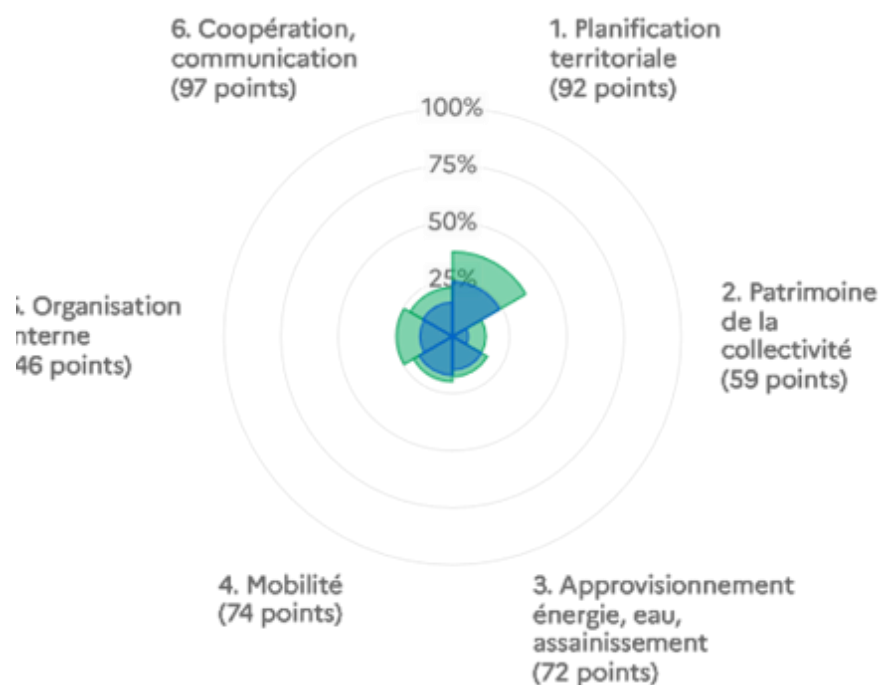 6. Coopération,
communication
(97 points)
1. Planification
territoriale
(92 points)
100%
75%
50%
25%
. Organisation
nterne
46 points)
2. Patrimoine
de la
collectivité
(59 points)
4. Mobilité
(74 points)
3. Approvisionnement
énergie, eau,
assainissement
(72 points)